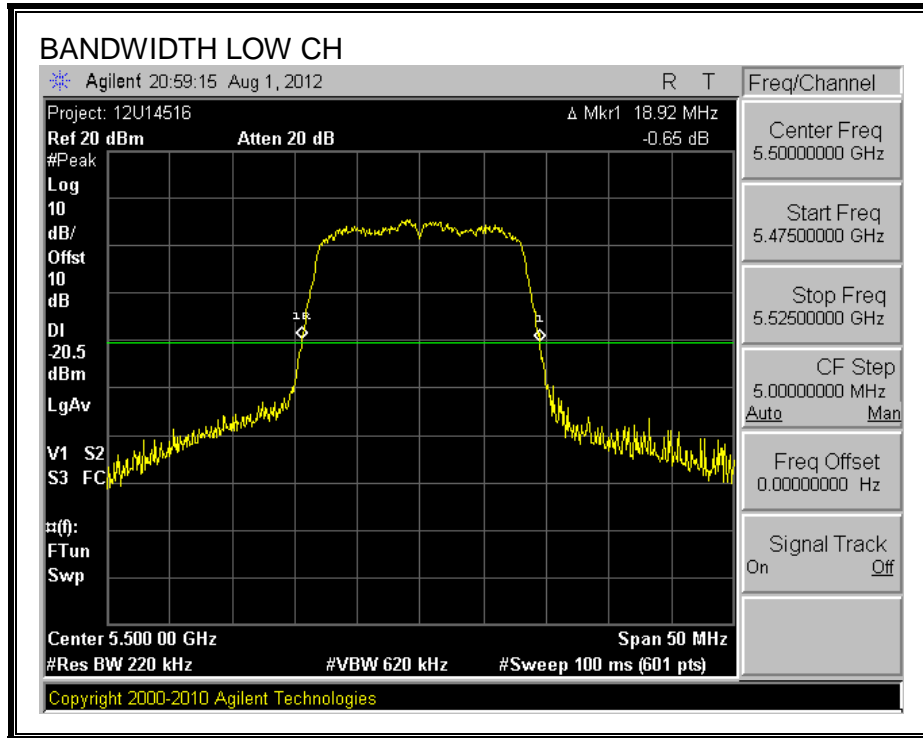 BANDWIDTH LOW CH
Agilent 20:59:15 Aug 1, 2012 R T
Freq/Channel
Project: 12U14516 Δ Mkr1 18.92 MHz
Ref 20 dBm Atten 20 dB -0.65 dB
#Peak
Log
10
dB/
Offst
10
dB
DI
-20.5
dBm
LgAv
V1 S2
S3 FC
¤(f):
FTun
Swp
1R
1
Center 5.500 00 GHz Span 50 MHz
#Res BW 220 kHz #VBW 620 kHz #Sweep 100 ms (601 pts)
Copyright 2000-2010 Agilent Technologies
Center Freq
5.50000000 GHz
Start Freq
5.47500000 GHz
Stop Freq
5.52500000 GHz
CF Step
5.00000000 MHz
Auto Man
Freq Offset
0.00000000 Hz
Signal Track
On Off